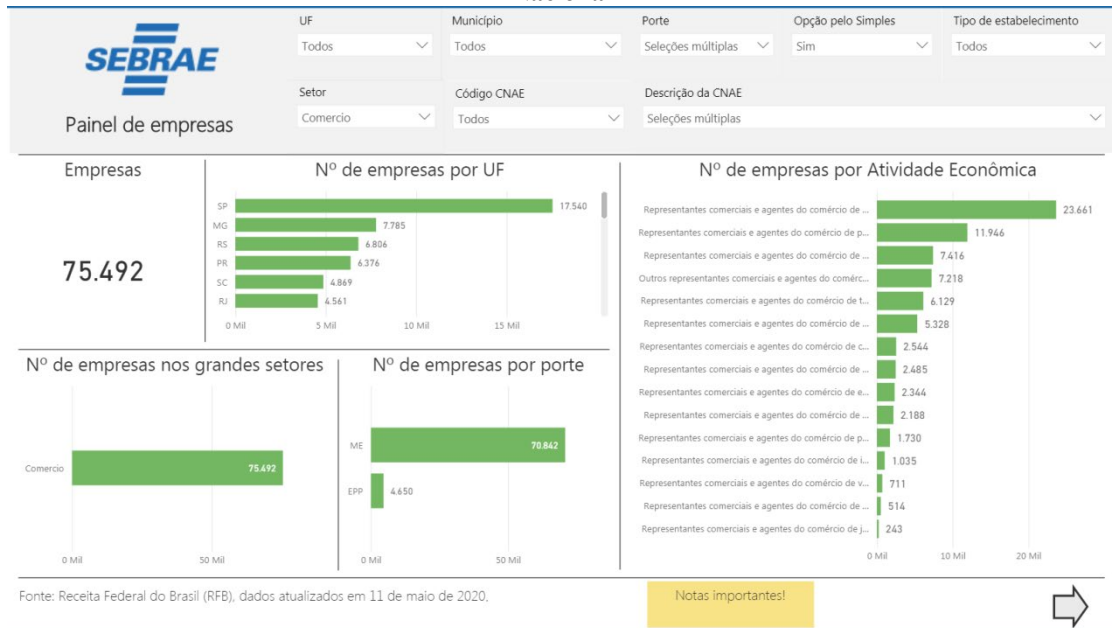 SEBRAE
Painel de empresas
UF
Todos
Município
Todos
Porte
Seleções múltiplas
Opção pelo Simples
Sim
Tipo de estabelecimento
Todos
Setor
Comercio
Código CNAE
Todos
Descrição da CNAE
Seleções múltiplas
Empresas
75.492
Nº de empresas por UF
SP 17.540
MG 7.785
RS 6.806
PR 6.376
SC 4.869
RJ 4.561
0 Mil 5 Mil 10 Mil 15 Mil
Nº de empresas nos grandes setores
Comercio 75.492
0 Mil 50 Mil
Nº de empresas por porte
ME 70.842
EPP 4.650
0 Mil 50 Mil
Nº de empresas por Atividade Econômica
Representantes comerciais e agentes do comércio de ... 23.661
Representantes comerciais e agentes do comércio de p... 11.946
Representantes comerciais e agentes do comércio de ... 7.416
Outros representantes comerciais e agentes do comérc... 7.218
Representantes comerciais e agentes do comércio de t... 6.129
Representantes comerciais e agentes do comércio de ... 5.328
Representantes comerciais e agentes do comércio de c... 2.544
Representantes comerciais e agentes do comércio de ... 2.485
Representantes comerciais e agentes do comércio de e... 2.344
Representantes comerciais e agentes do comércio de ... 2.188
Representantes comerciais e agentes do comércio de p... 1.730
Representantes comerciais e agentes do comércio de i... 1.035
Representantes comerciais e agentes do comércio de v... 711
Representantes comerciais e agentes do comércio de ... 514
Representantes comerciais e agentes do comércio de j... 243
0 Mil 10 Mil 20 Mil
Fonte: Receita Federal do Brasil (RFB), dados atualizados em 11 de maio de 2020.
Notas importantes!